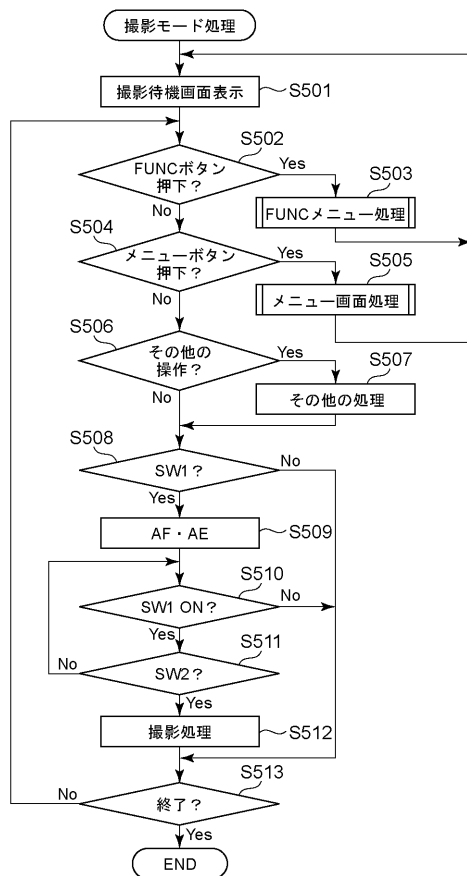 撮影モード処理
撮影待機画面表示
S501
S502
FUNCボタン
押下?
Yes
No
S503
FUNCメニュー処理
S504
メニューボタン
押下?
Yes
No
S505
メニュー画面処理
S506
その他の
操作?
Yes
No
S507
その他の処理
S508
SW1?
No
Yes
AF・AE
S509
S510
SW1 ON?
No
Yes
S511
SW2?
No
Yes
撮影処理
S512
S513
終了?
No
Yes
END